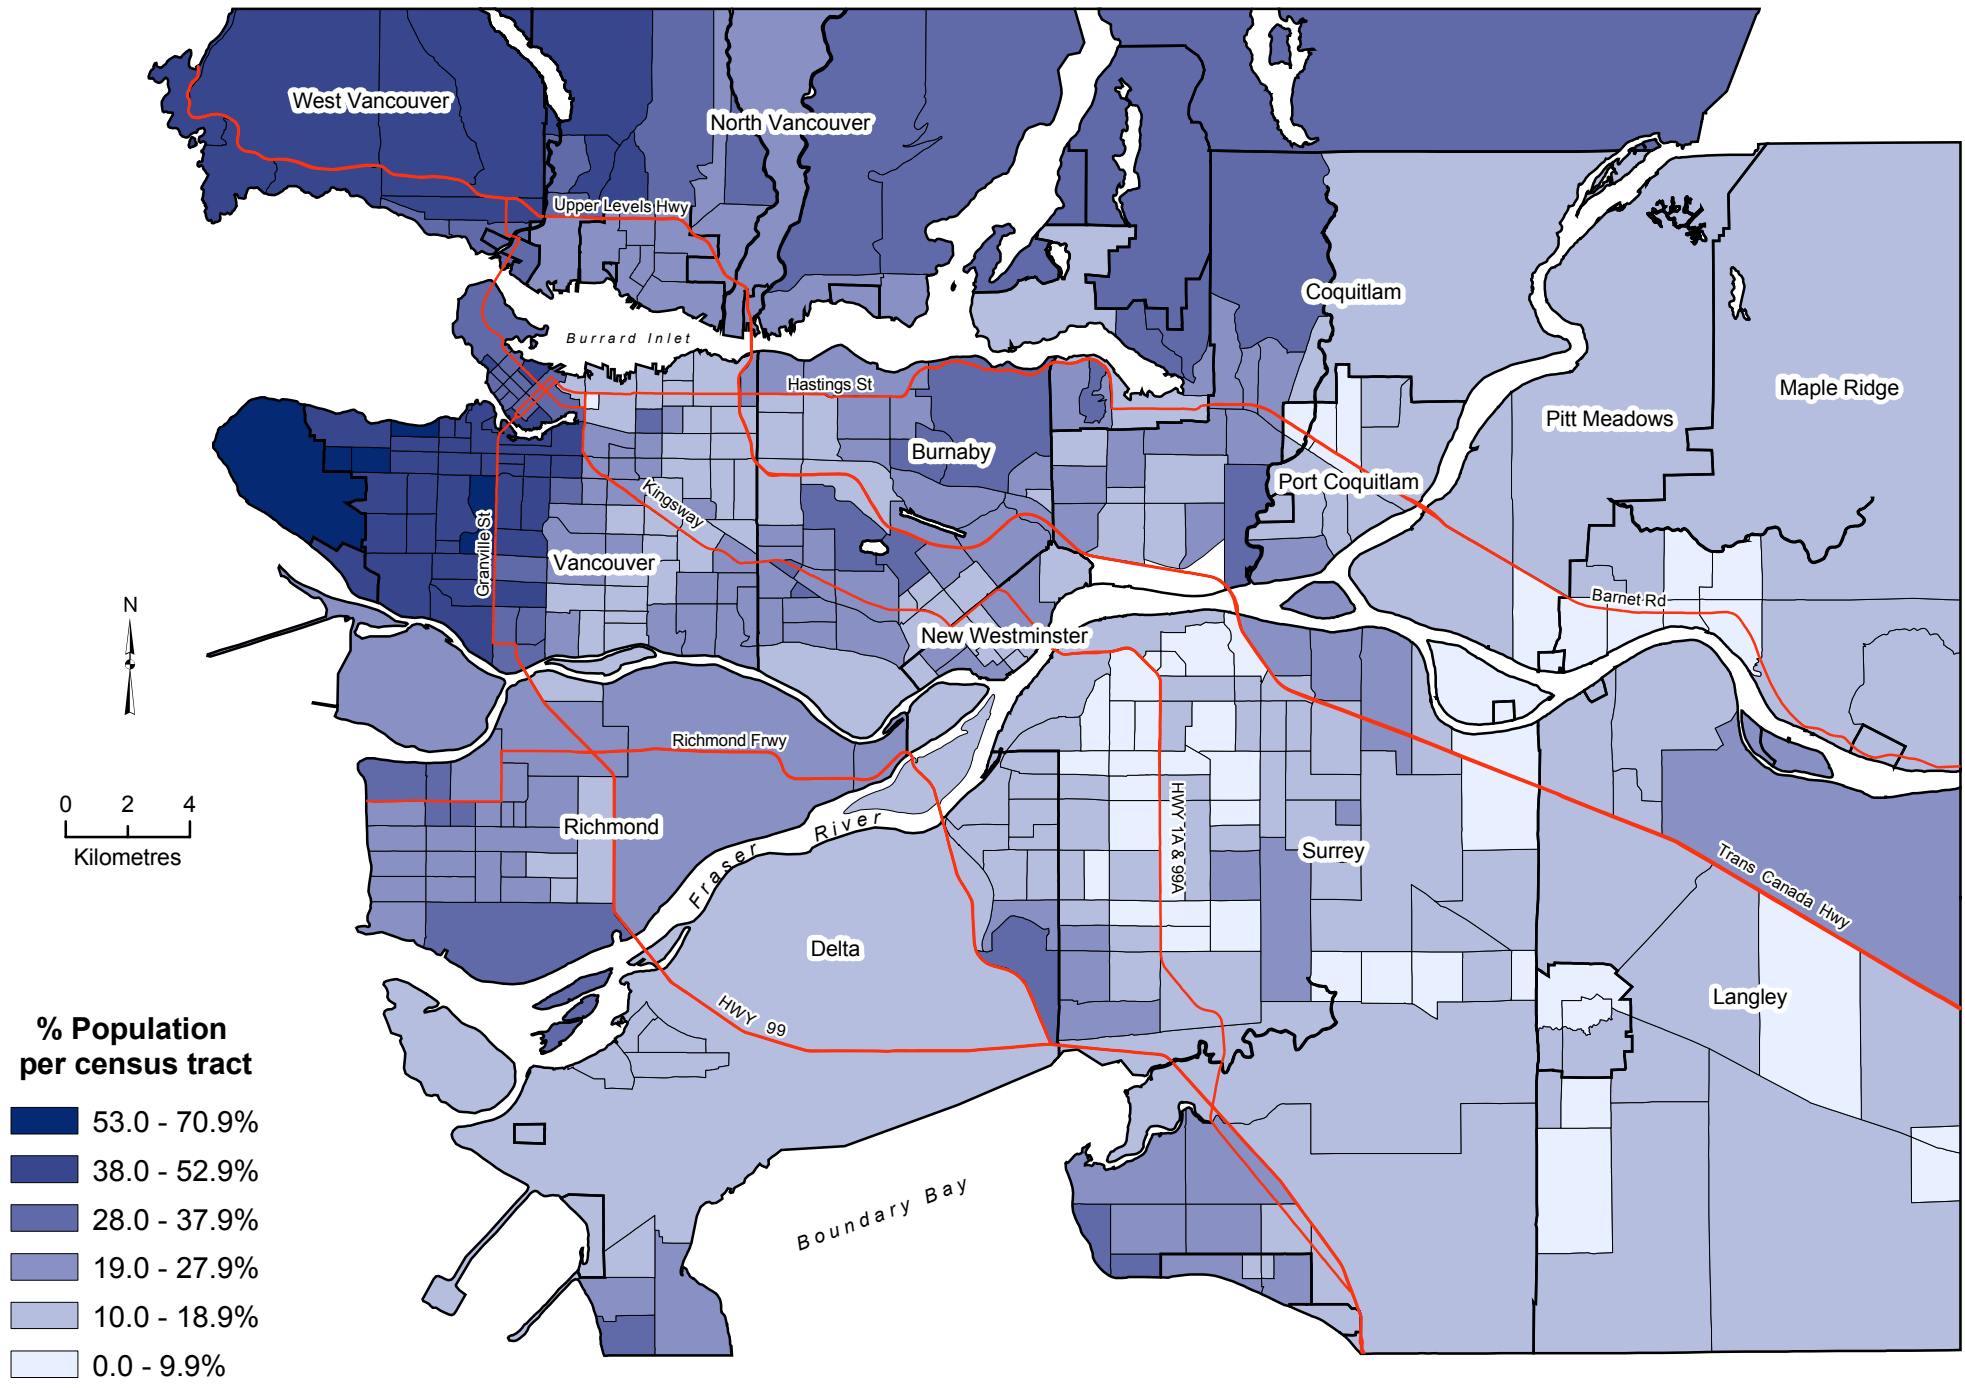 West Vancouver
North Vancouver
Upper Levels Hwy
Coquitlam
Burrard Inlet
Hastings St
Maple Ridge
Pitt Meadows
Burnaby
Port Coquitlam
Kingsway
Granville St
Vancouver
N
Barnet Rd
New Westminster
Richmond Frwy
0 2 4
Kilometres
Richmond
Fraser River
HWY 1A & 99A
Surrey
Trans Canada Hwy
Delta
Langley
HWY 99
Boundary Bay
% Population
per census tract
53.0 - 70.9%
38.0 - 52.9%
28.0 - 37.9%
19.0 - 27.9%
10.0 - 18.9%
0.0 - 9.9%